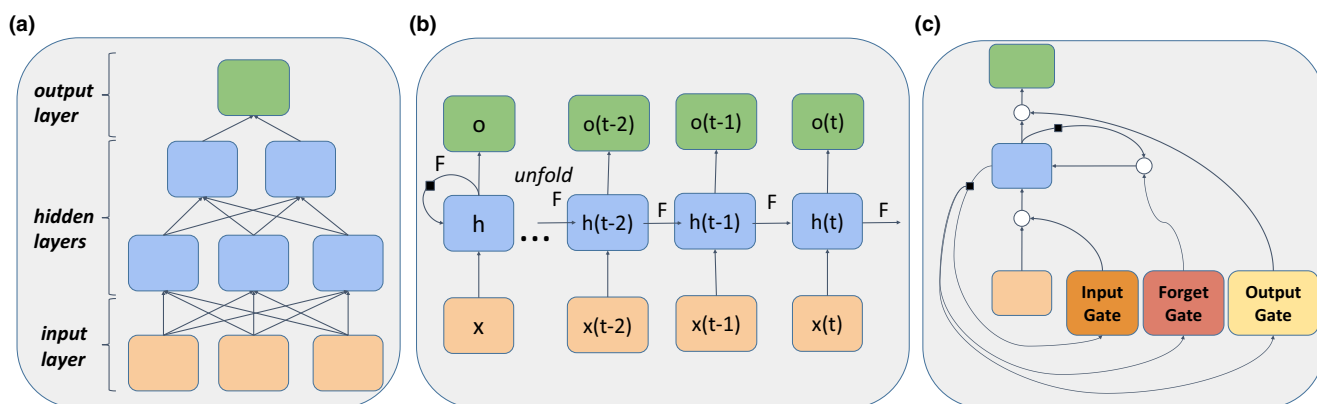 (a)
output
layer
hidden
layers
input
layer
(b)
o
o(t-2)
o(t-1)
o(t)
F
unfold
F
F
F
F
h
...
h(t-2)
h(t-1)
h(t)
x
x(t-2)
x(t-1)
x(t)
(c)
Input
Gate
Forget
Gate
Output
Gate